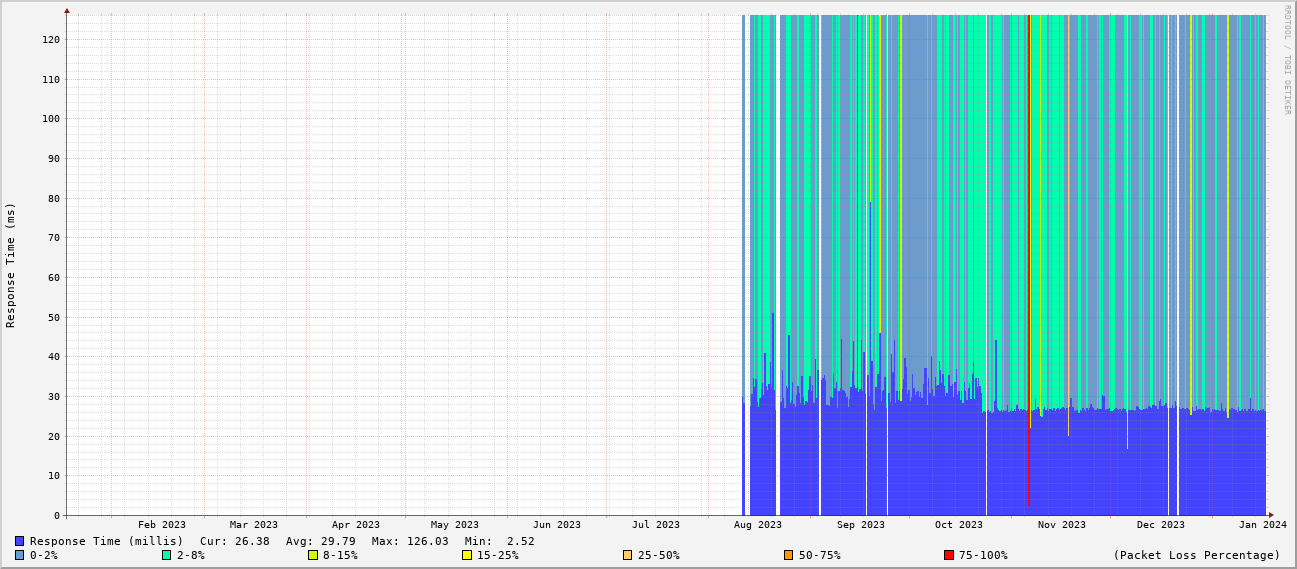 RRDTOOL / TOBI OETIKER
Response Time (ms)
120
110
100
90
80
70
60
50
40
30
20
10
0
Feb 2023 Mar 2023 Apr 2023 May 2023 Jun 2023 Jul 2023 Aug 2023 Sep 2023 Oct 2023 Nov 2023 Dec 2023 Jan 2024
Response Time (millis) Cur: 26.38 Avg: 29.79 Max: 126.03 Min: 2.52
0-2% 2-8% 8-15% 15-25% 25-50% 50-75% 75-100% (Packet Loss Percentage)